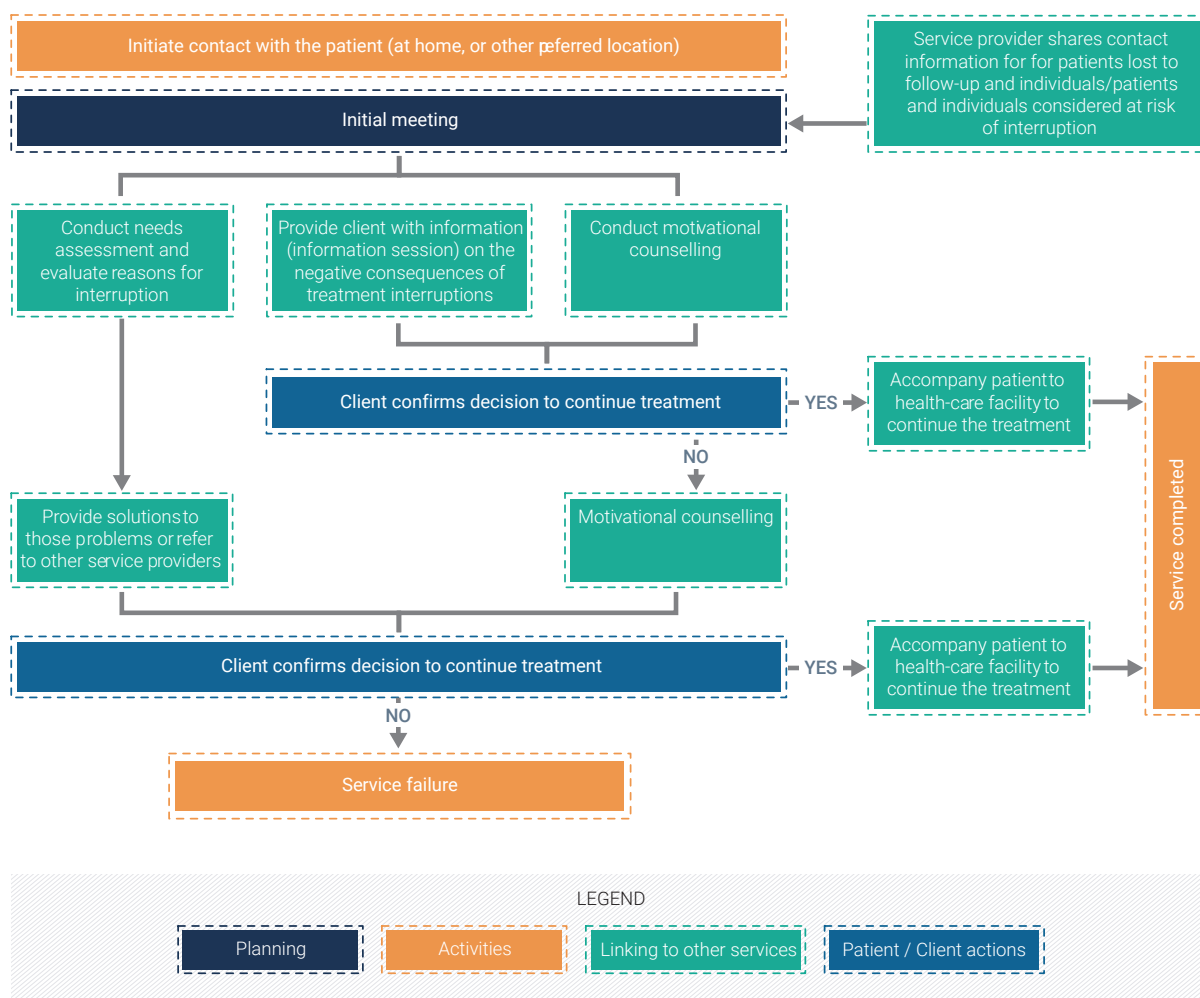 Initiate contact with the patient (at home, or other preferred location)
Service provider shares contact
information for for patients lost to
follow-up and individuals/patients
and individuals considered at risk
of interruption
Initial meeting
Conduct needs
assessment and
evaluate reasons for
interruption
Provide client with information
(information session) on the
negative consequences of
treatment interruptions
Conduct motivational
counselling
Client confirms decision to continue treatment
YES
Accompany patient to
health-care facility to
continue the treatment
NO
Service completed
Provide solutions to
those problems or refer
to other service providers
Motivational counselling
Client confirms decision to continue treatment
YES
Accompany patient to
health-care facility to
continue the treatment
NO
Service failure
LEGEND
Planning
Activities
Linking to other services
Patient / Client actions